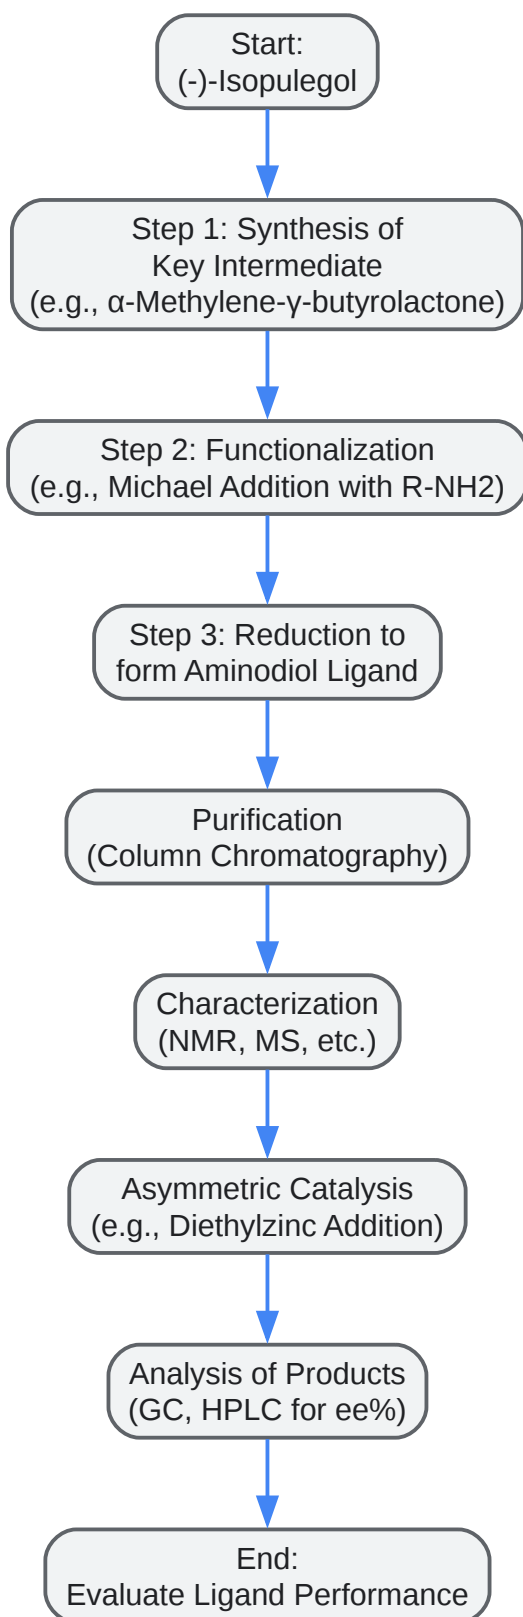 Start:
(-)-Isopulegol
Step 1: Synthesis of
Key Intermediate
(e.g., α-Methylene-γ-butyrolactone)
Step 2: Functionalization
(e.g., Michael Addition with R-NH2)
Step 3: Reduction to
form Aminodiol Ligand
Purification
(Column Chromatography)
Characterization
(NMR, MS, etc.)
Asymmetric Catalysis
(e.g., Diethylzinc Addition)
Analysis of Products
(GC, HPLC for ee%)
End:
Evaluate Ligand Performance